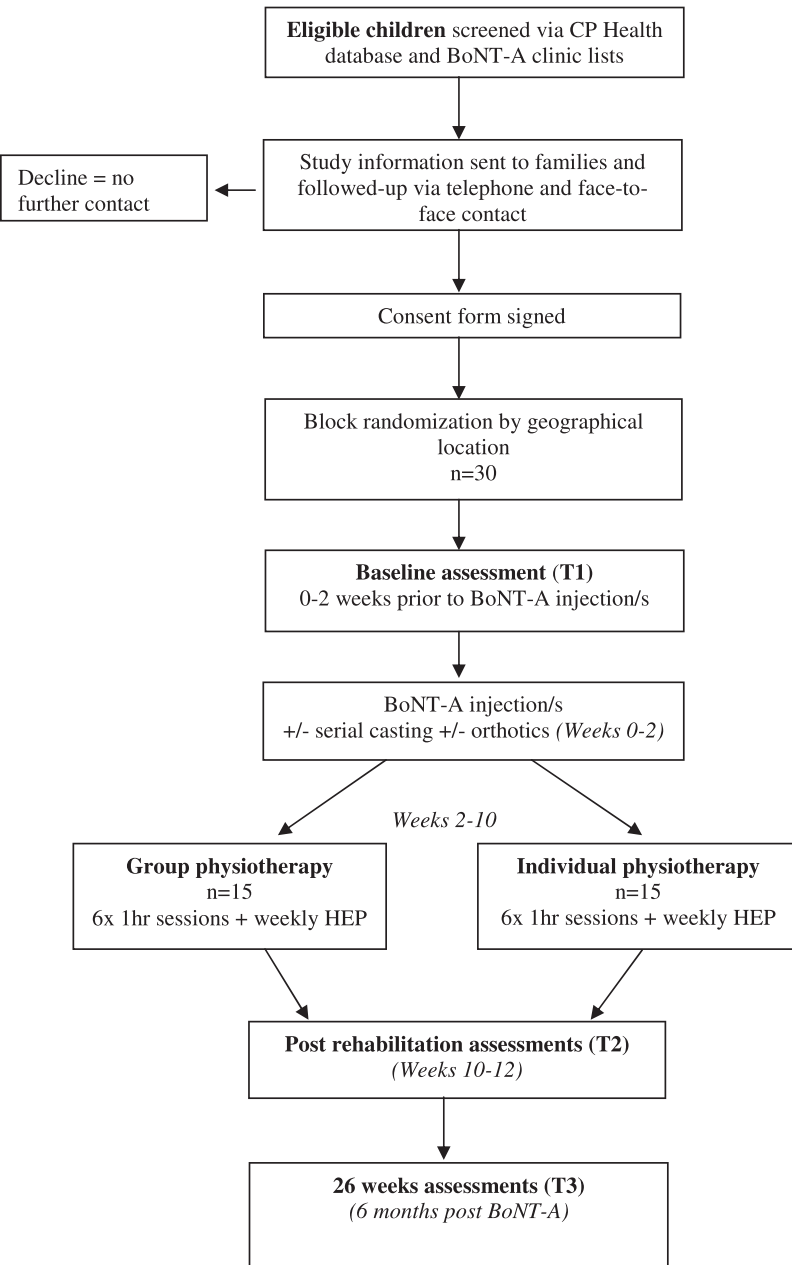 Eligible children screened via CP Health
database and BoNT-A clinic lists
Study information sent to families and
followed-up via telephone and face-to-
face contact
Decline = no
further contact
Consent form signed
Block randomization by geographical
location
n=30
Baseline assessment (T1)
0-2 weeks prior to BoNT-A injection/s
BoNT-A injection/s
+/- serial casting +/- orthotics (Weeks 0-2)
Weeks 2-10
Group physiotherapy
n=15
6x 1hr sessions + weekly HEP
Individual physiotherapy
n=15
6x 1hr sessions + weekly HEP
Post rehabilitation assessments (T2)
(Weeks 10-12)
26 weeks assessments (T3)
(6 months post BoNT-A)